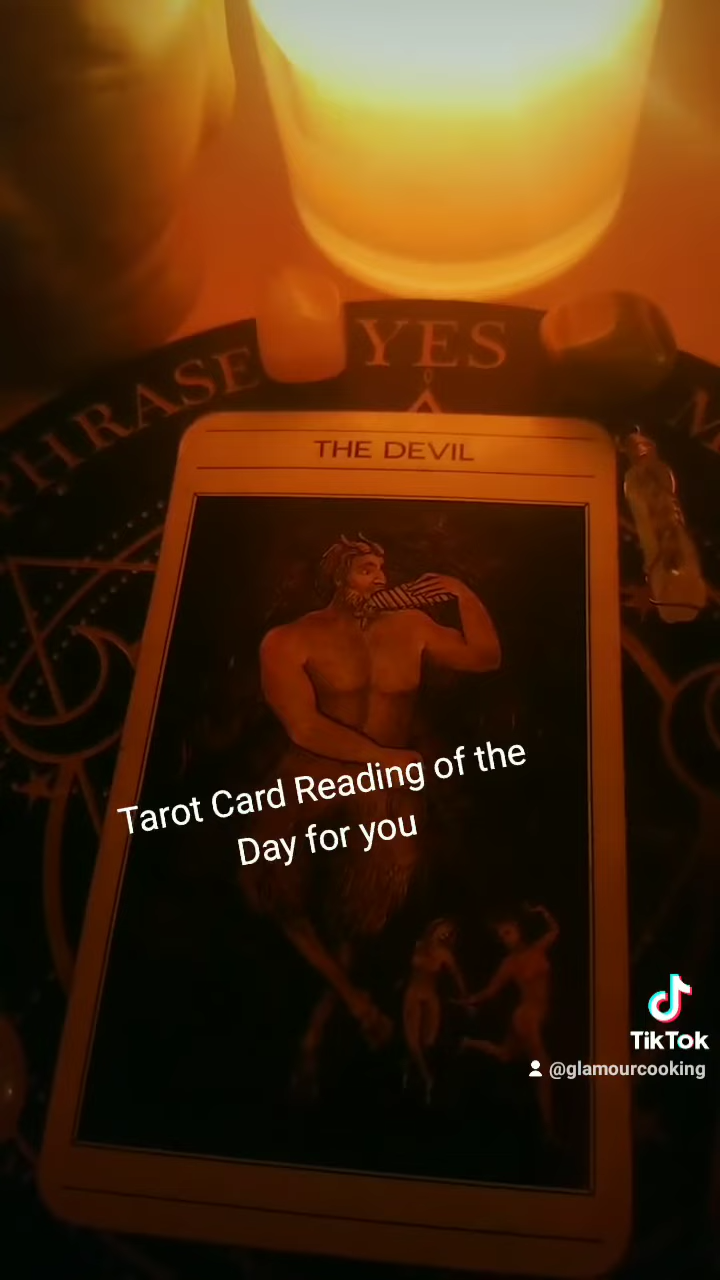 PHRASE
YES
THE DEVIL
Tarot Card Reading of the
Day for you
TikTok
@glamourcooking